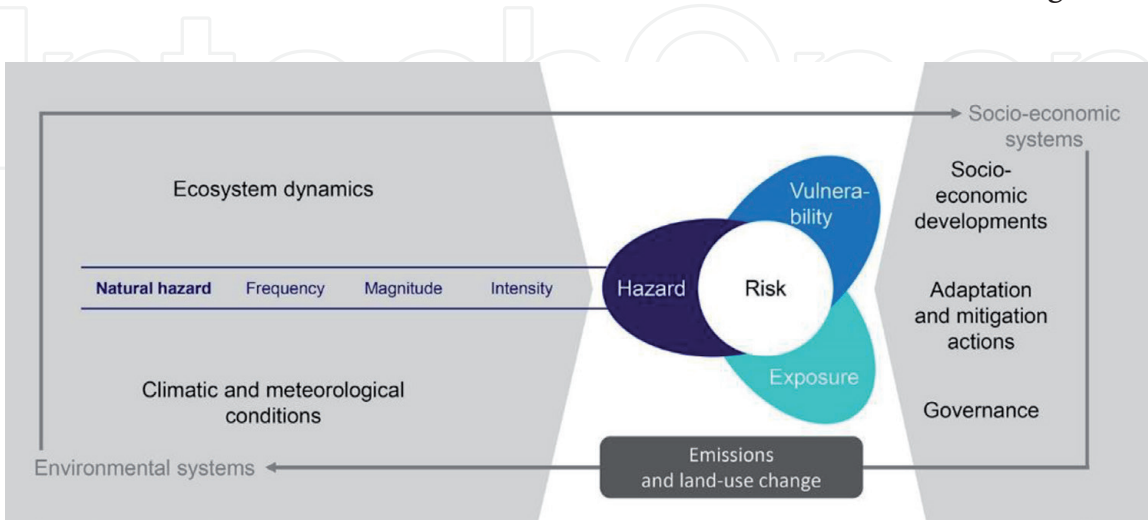 IntechOpen
Socio-economic
systems
Ecosystem dynamics
Natural hazard Frequency Magnitude Intensity
Climatic and meteorological
conditions
Environmental systems
Vulnera-
bility
Hazard
Risk
Exposure
Emissions
and land-use change
Socio-
economic
developments
Adaptation
and mitigation
actions
Governance